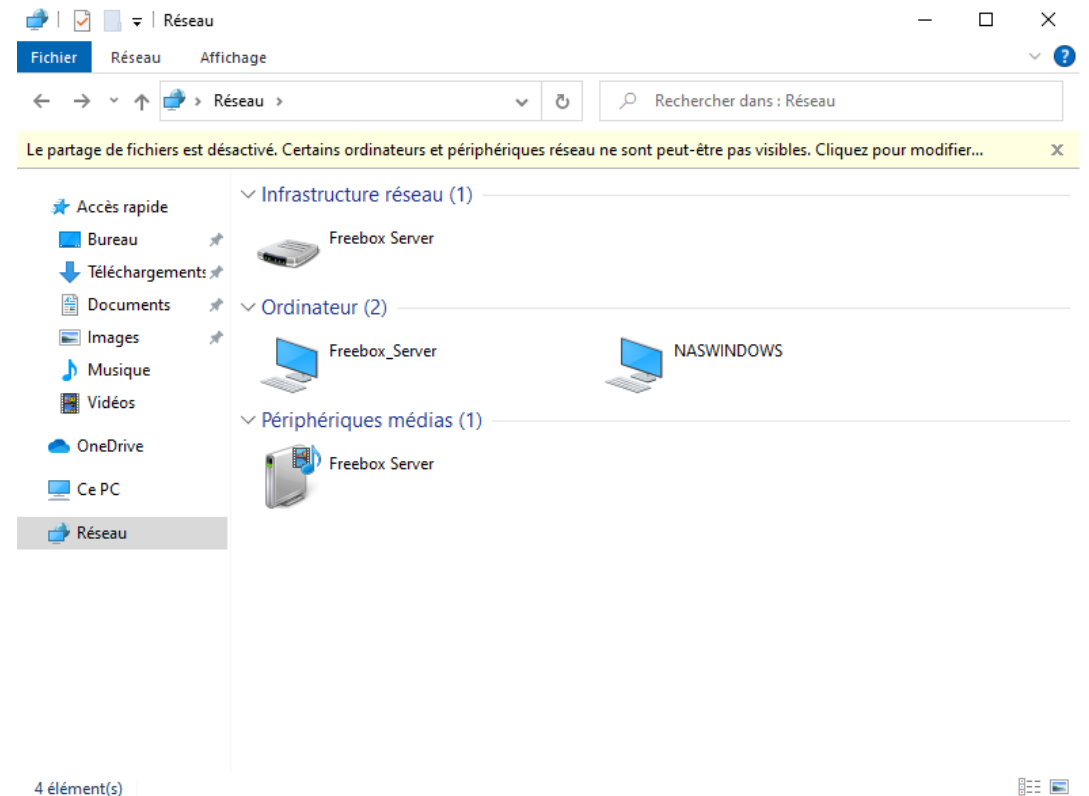 Réseau
Fichier Réseau Affichage
Réseau Rechercher dans : Réseau
Le partage de fichiers est désactivé. Certains ordinateurs et périphériques réseau ne sont peut-être pas visibles. Cliquez pour modifier...
Accès rapide
Bureau
Téléchargements
Documents
Images
Musique
Vidéos
OneDrive
Ce PC
Réseau
Infrastructure réseau (1)
Freebox Server
Ordinateur (2)
Freebox_Server NASWINDOWS
Périphériques médias (1)
Freebox Server
4 élément(s)